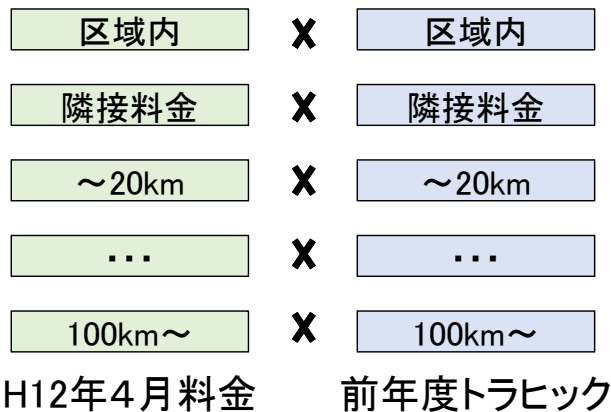 区域内 × 区域内
隣接料金 × 隣接料金
～20km × ～20km
・・・ × ・・・
100km～ × 100km～
H12年４月料金 前年度トラヒック